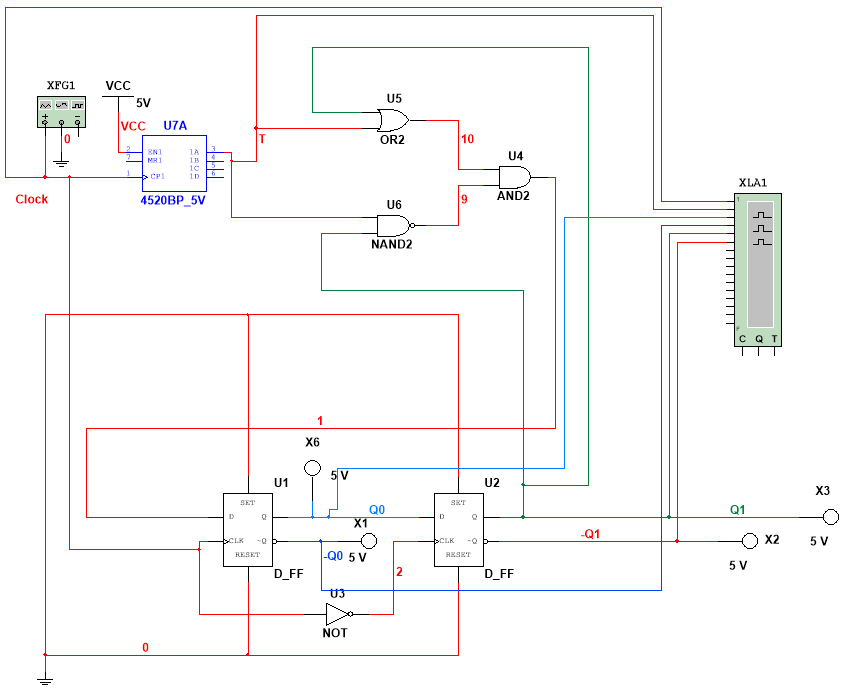 XFG1
VCC
5V
VCC
U7A
0
2 EN1 1A 3
7 MR1 1B 4
1C 5
1 CP1 1D 6
4520BP_5V
Clock
T
U5
OR2
10
U4
AND2
U6
NAND2
9
XLA1
1
F
C Q T
1
X6
5 V
U1
SET
D Q
CLK ~Q
RESET
D_FF
Q0
X1
-Q0 5 V
U2
SET
D Q
CLK ~Q
RESET
D_FF
2
U3
NOT
Q1
X3
5 V
-Q1
X2
5 V
0